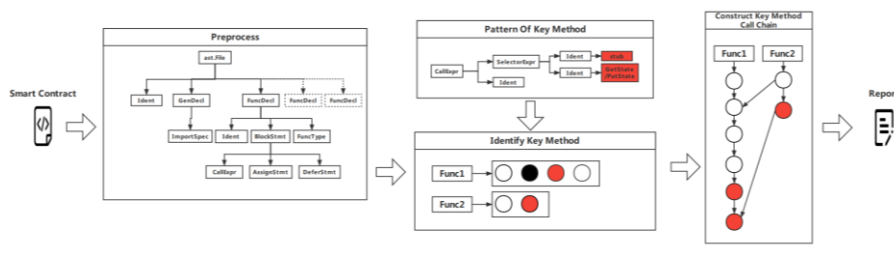 Smart Contract
Preprocess
ast.File
Ident
GenDecl
FuncDecl
FuncDecl
FuncDecl
ImportSpec
Ident
BlockStmt
FuncType
CallExpr
AssignStmt
DeferStmt
Pattern Of Key Method
CallExpr
SelectorExpr
Ident
stub
Ident
GetState
/PutState
Ident
Identify Key Method
Func1
Func2
Construct Key Method
Call Chain
Func1
Func2
Report